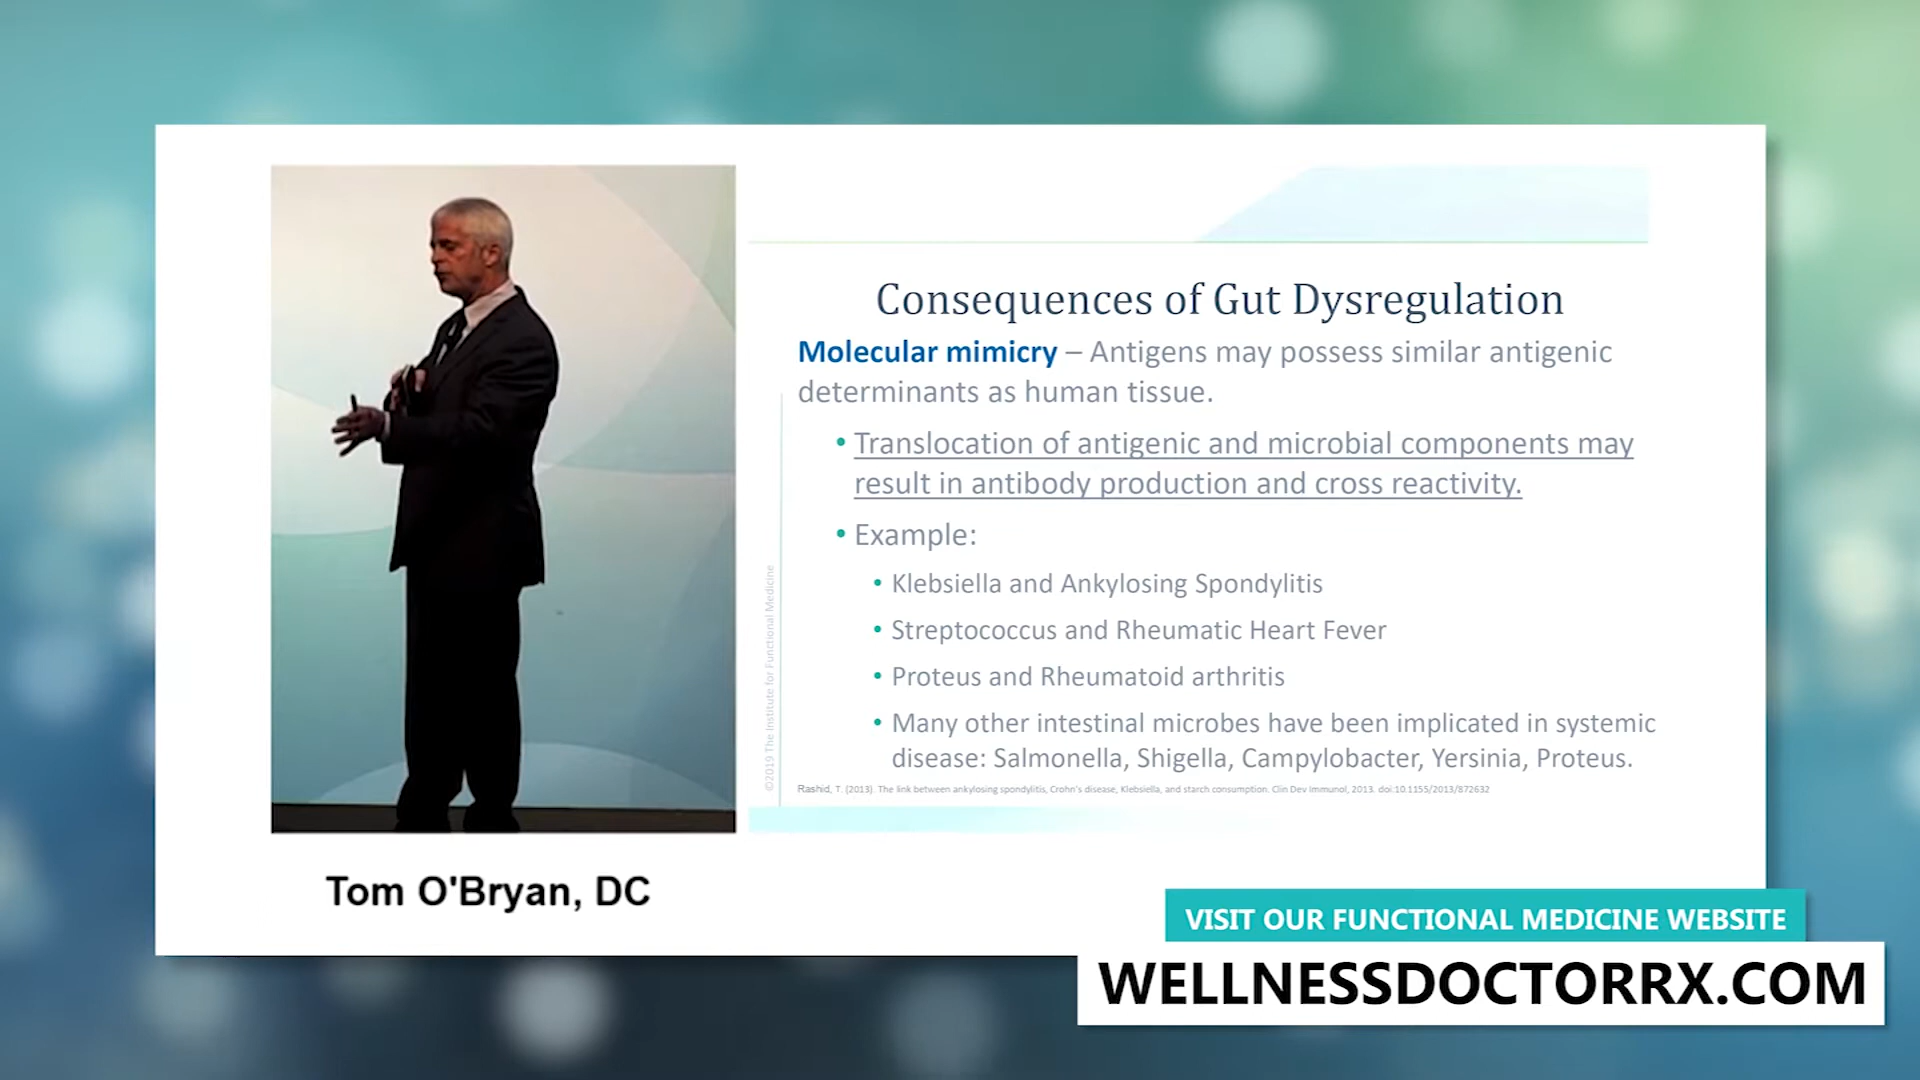 Consequences of Gut Dysregulation
Molecular mimicry – Antigens may possess similar antigenic
determinants as human tissue.
• Translocation of antigenic and microbial components may
result in antibody production and cross reactivity.
• Example:
• Klebsiella and Ankylosing Spondylitis
• Streptococcus and Rheumatic Heart Fever
• Proteus and Rheumatoid arthritis
• Many other intestinal microbes have been implicated in systemic
disease: Salmonella, Shigella, Campylobacter, Yersinia, Proteus.
Rashid, T. (2013). The link between ankylosing spondylitis, Crohn's disease, Klebsiella, and starch consumption. Clin Dev Immunol, 2013. doi:10.1155/2013/872632
©2019 The Institute for Functional Medicine
Tom O'Bryan, DC
VISIT OUR FUNCTIONAL MEDICINE WEBSITE
WELLNESSDOCTORRX.COM